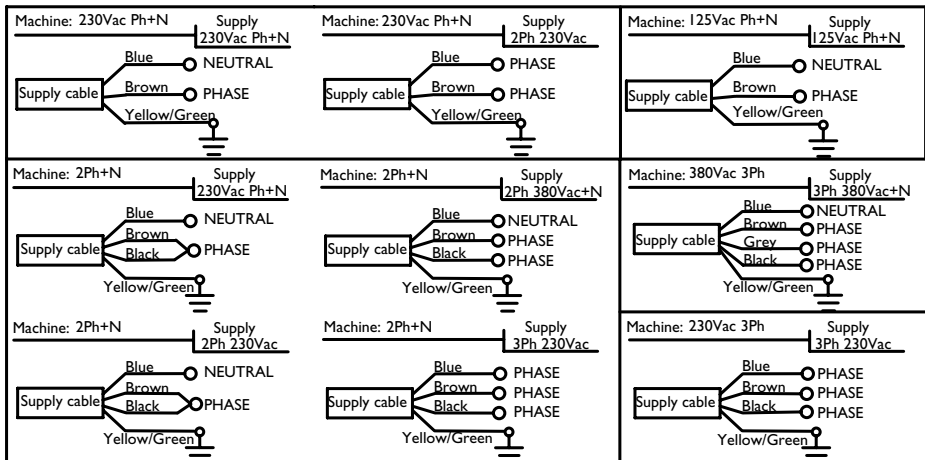 Machine: 230Vac Ph+N
Supply
230Vac Ph+N
Blue
NEUTRAL
Supply cable
Brown
PHASE
Yellow/Green
Machine: 230Vac Ph+N
Supply
2Ph 230Vac
Blue
PHASE
Supply cable
Brown
PHASE
Yellow/Green
Machine: 125Vac Ph+N
Supply
125Vac Ph+N
Blue
NEUTRAL
Supply cable
Brown
PHASE
Yellow/Green
Machine: 2Ph+N
Supply
230Vac Ph+N
Blue
NEUTRAL
Brown
Supply cable
PHASE
Black
Yellow/Green
Machine: 2Ph+N
Supply
2Ph 380Vac+N
Blue
NEUTRAL
Brown
PHASE
Supply cable
Black
PHASE
Yellow/Green
Machine: 380Vac 3Ph
Supply
3Ph 380Vac+N
Blue
NEUTRAL
Brown
PHASE
Supply cable
Grey
PHASE
Black
PHASE
Yellow/Green
Machine: 2Ph+N
Supply
2Ph 230Vac
Blue
NEUTRAL
Brown
Supply cable
PHASE
Black
Yellow/Green
Machine: 2Ph+N
Supply
3Ph 230Vac
Blue
PHASE
Brown
PHASE
Supply cable
Black
PHASE
Yellow/Green
Machine: 230Vac 3Ph
Supply
3Ph 230Vac
Blue
PHASE
Brown
PHASE
Supply cable
Black
PHASE
Yellow/Green